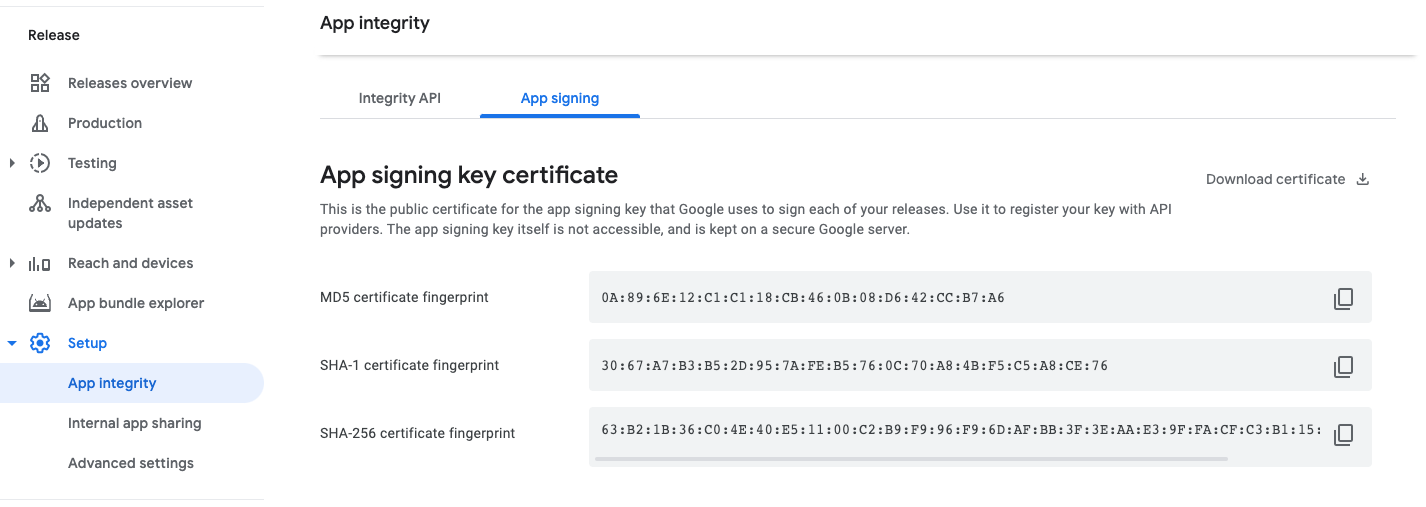 Release
Releases overview
Production
Testing
Independent asset
updates
Reach and devices
App bundle explorer
Setup
App integrity
Internal app sharing
Advanced settings
App integrity
Integrity API
App signing
App signing key certificate
Download certificate
This is the public certificate for the app signing key that Google uses to sign each of your releases. Use it to register your key with API
providers. The app signing key itself is not accessible, and is kept on a secure Google server.
MD5 certificate fingerprint
0A:89:6E:12:C1:C1:18:CB:46:0B:08:D6:42:CC:B7:A6
SHA-1 certificate fingerprint
30:67:A7:B3:B5:2D:95:7A:FE:B5:76:0C:70:A8:4B:F5:C5:A8:CE:76
SHA-256 certificate fingerprint
63:B2:1B:36:C0:4E:40:E5:11:00:C2:B9:F9:96:F9:6D:AF:BB:3F:3E:AA:E3:9F:FA:CF:C3:B1:15: